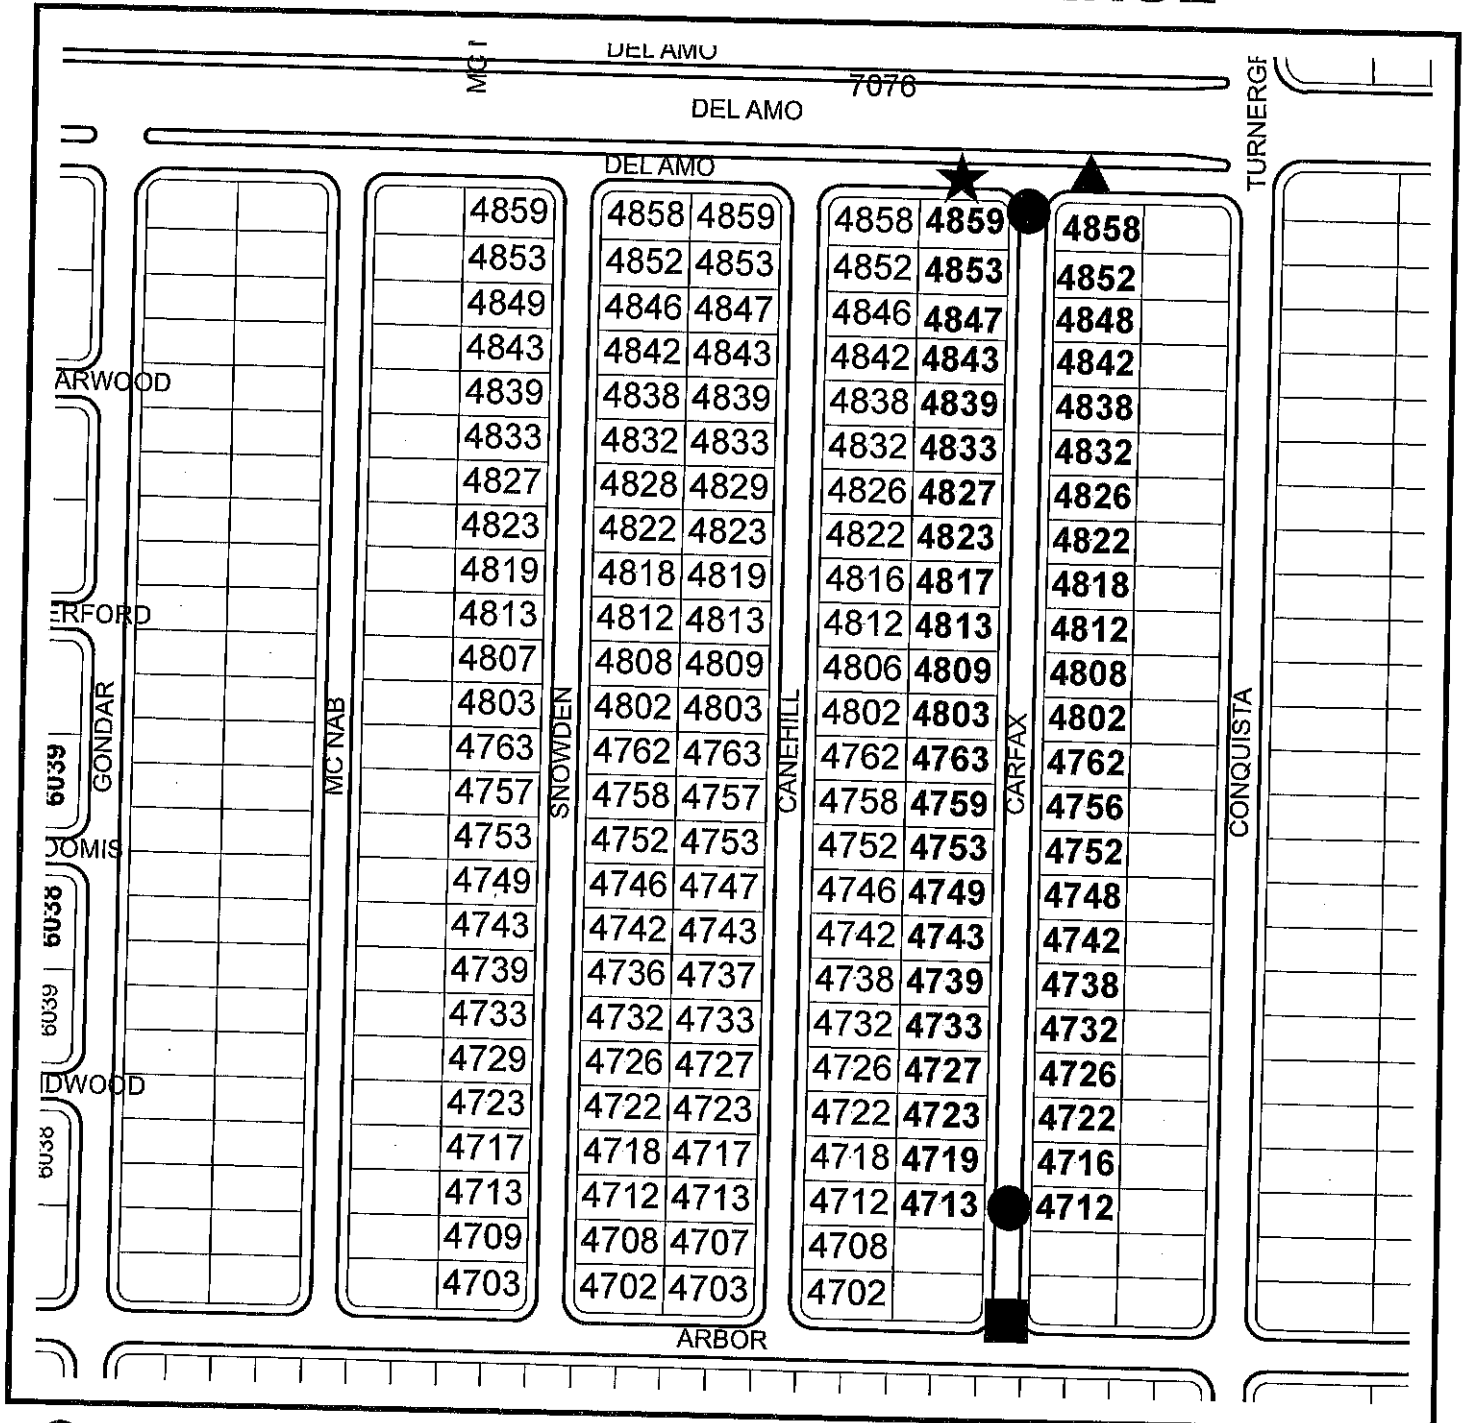 DEL AMO
7076
DEL AMO
DEL AMO
4859 4858 4859 4858 4859 4858
4853 4852 4853 4852 4853 4852
4849 4846 4847 4846 4847 4848
4843 4842 4843 4842 4843 4842
ARWOOD
4839 4838 4839 4838 4839 4838
4833 4832 4833 4832 4833 4832
4827 4828 4829 4826 4827 4826
4823 4822 4823 4822 4823 4822
4819 4818 4819 4816 4817 4818
ERFORD
4813 4812 4813 4812 4813 4812
4807 4808 4809 4806 4809 4808
4803 4802 4803 4802 4803 4802
4763 4762 4763 4762 4763 4762
4757 4758 4757 4758 4759 4756
4753 4752 4753 4752 4753 4752
OMIS
4749 4746 4747 4746 4749 4748
4743 4742 4743 4742 4743 4742
4739 4736 4737 4738 4739 4738
4733 4732 4733 4732 4733 4732
4729 4726 4727 4726 4727 4726
DWOOD
4723 4722 4723 4722 4723 4722
4717 4718 4717 4718 4719 4716
4713 4712 4713 4712 4713 4712
4709 4708 4707 4708
4703 4702 4703 4702
ARBOR
6039
6038
6039
6038
GONDAR
MC NAB
SNOWDEN
CANEHILL
CARFAX
CONQUISTA
TURNERGR